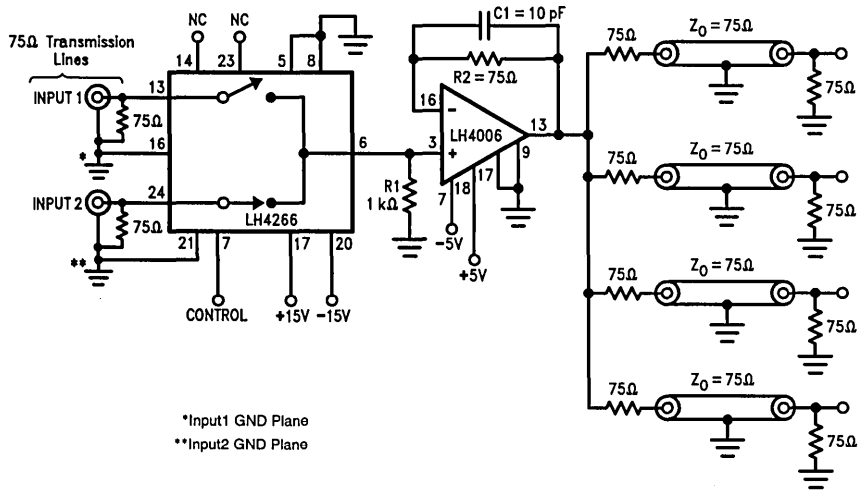 75Ω Transmission
Lines
NC
NC
14
23
5
8
INPUT 1
13
75Ω
*
16
INPUT 2
24
75Ω
**
LH4266
21
7
17
20
CONTROL
+15V
-15V
6
R1
1 kΩ
C1 = 10 pF
R2 = 75Ω
16
-
3
+
LH4006
13
7
18
17
9
-5V
+5V
75Ω
Z₀ = 75Ω
75Ω
75Ω
Z₀ = 75Ω
75Ω
75Ω
Z₀ = 75Ω
75Ω
75Ω
Z₀ = 75Ω
75Ω
*Input1 GND Plane
**Input2 GND Plane